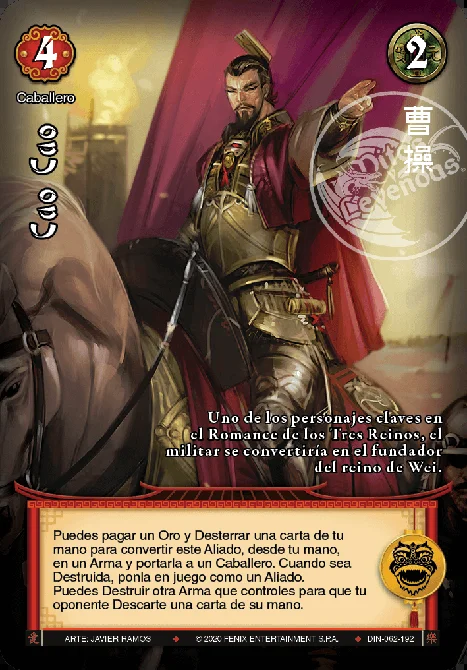 4
2
Caballero
Cao Cao
曹操
Uno de los personajes claves en
el Romance de los Tres Reinos, el
militar se convertiría en el fundador
del reino de Wei.
Puedes pagar un Oro y Desterrar una carta de tu
mano para convertir este Aliado, desde tu mano,
en un Arma y portarla a un Caballero. Cuando sea
Destruida, ponla en juego como un Aliado.
Puedes Destruir otra Arma que controles para que tu
oponente Descarte una carta de su mano.
ARTE: JAVIER RAMOS ◆ © 2020 FENIX ENTERTAINMENT S.P.A. ◆ DIN-062-192